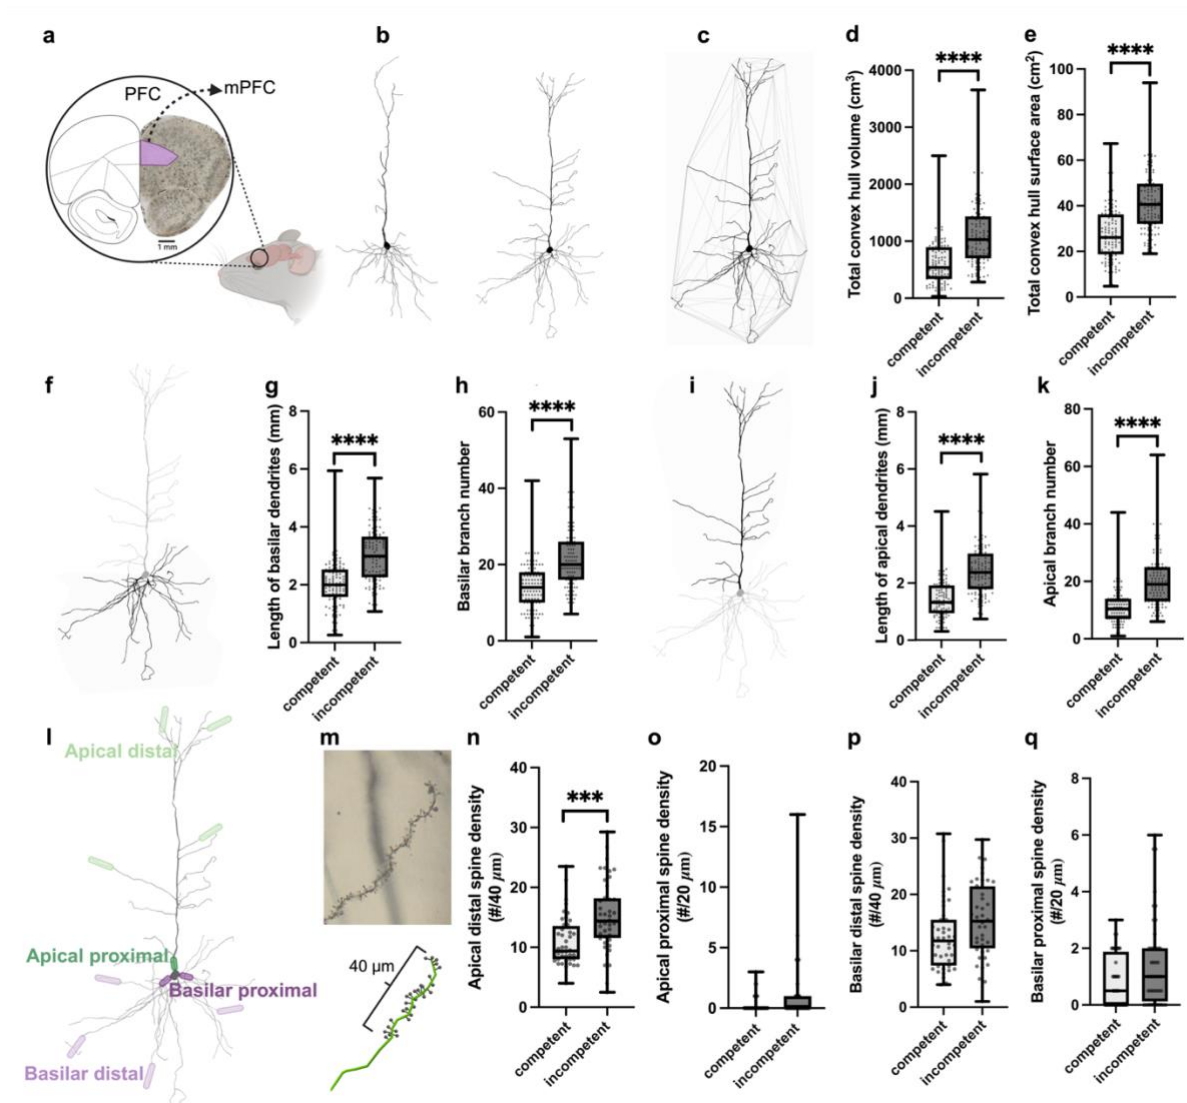 a
PFC
mPFC
1 mm
b
c
d
****
Total convex hull volume (cm³)
4000
3000
2000
1000
0
competent
incompetent
e
****
Total convex hull surface area (cm²)
100
80
60
40
20
0
competent
incompetent
f
g
****
Length of basilar dendrites (mm)
8
6
4
2
0
competent
incompetent
h
****
Basilar branch number
60
40
20
0
competent
incompetent
i
j
****
Length of apical dendrites (mm)
8
6
4
2
0
competent
incompetent
k
****
Apical branch number
80
60
40
20
0
competent
incompetent
l
Apical distal
Apical proximal
Basilar proximal
Basilar distal
m
40 µm
n
***
Apical distal spine density
(#/40 µm)
40
30
20
10
0
competent
incompetent
o
Apical proximal spine density
(#/20 µm)
20
15
10
5
0
competent
incompetent
p
Basilar distal spine density
(#/40 µm)
40
30
20
10
0
competent
incompetent
q
Basilar proximal spine density
(#/20 µm)
8
6
4
2
0
competent
incompetent